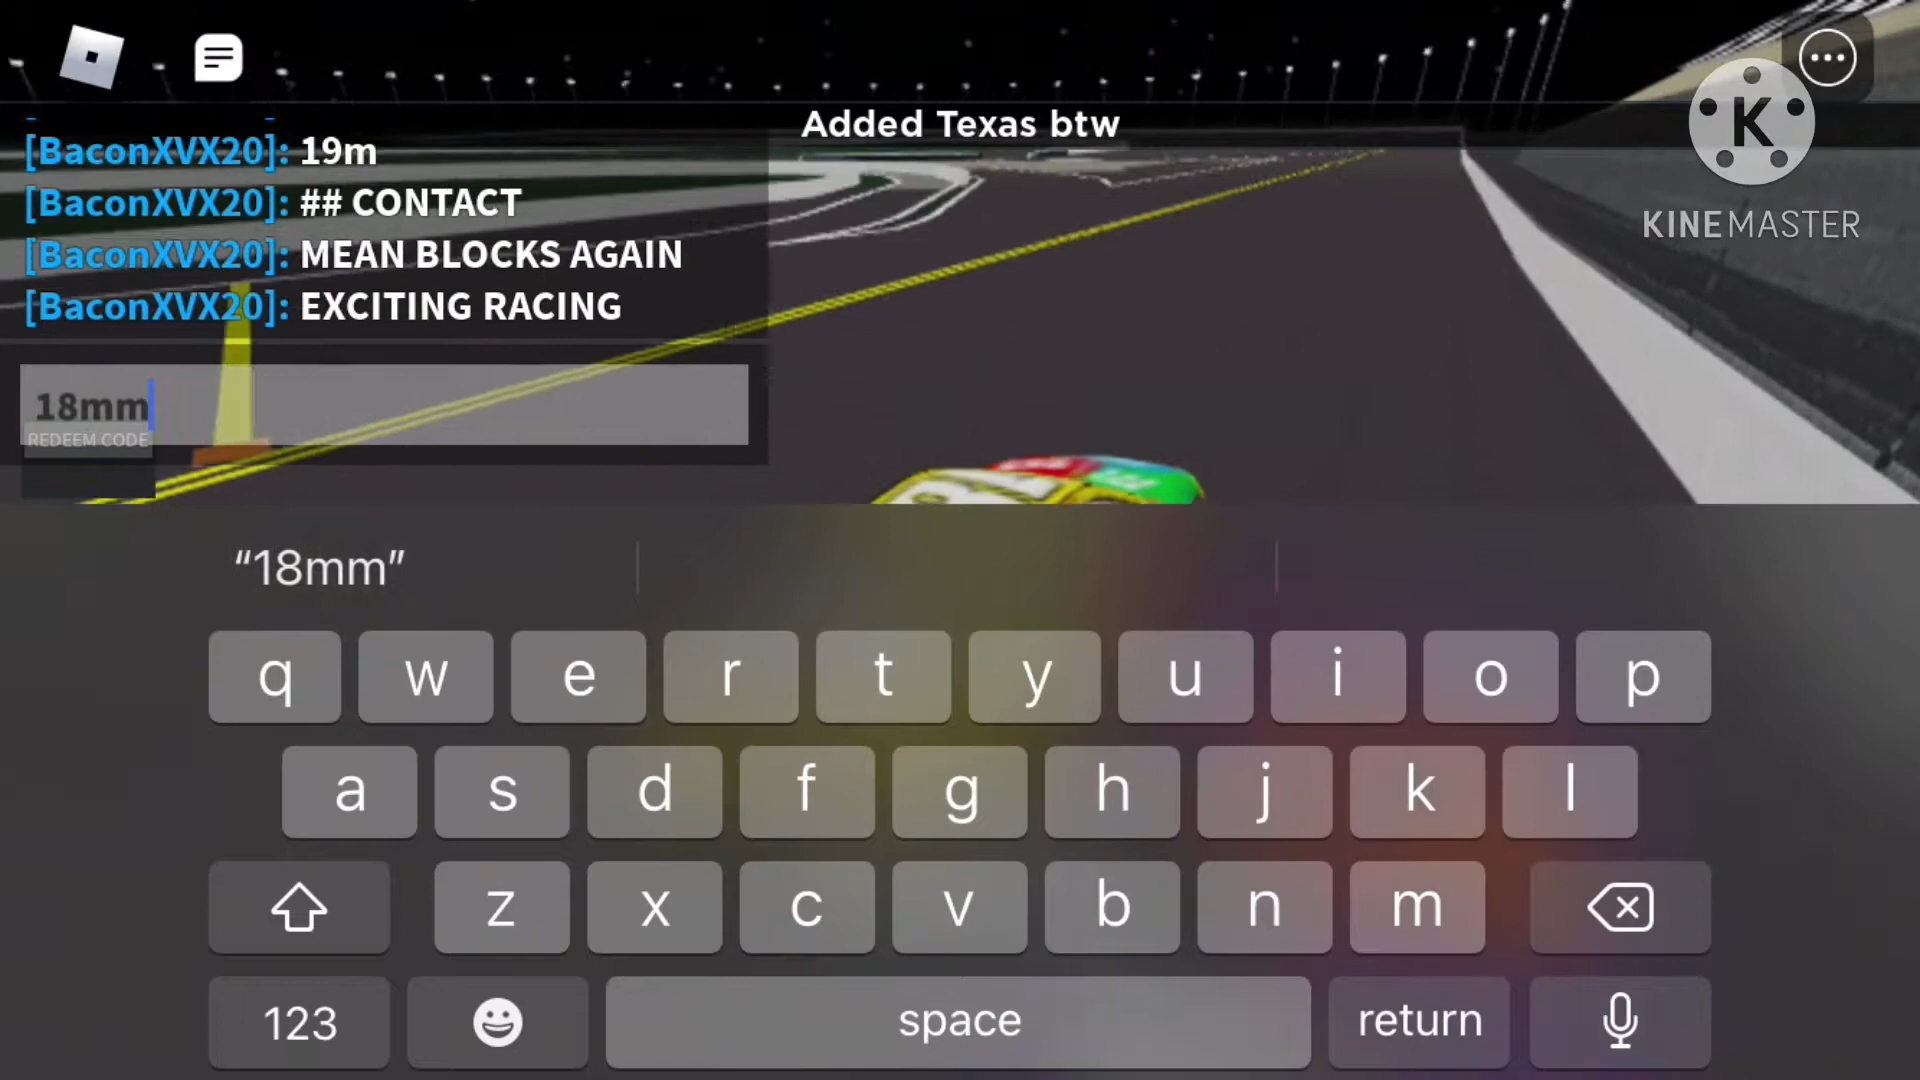 Added Texas btw
K
KINEMASTER
[BaconXVX20]: 19m
[BaconXVX20]: ## CONTACT
[BaconXVX20]: MEAN BLOCKS AGAIN
[BaconXVX20]: EXCITING RACING
18mm
REDEEM CODE
“18mm”
q w e r t y u i o p
a s d f g h j k l
z x c v b n m
123 space return